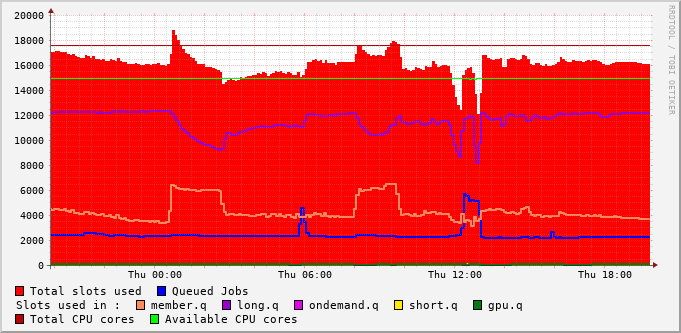 20000
18000
16000
14000
12000
10000
8000
6000
4000
2000
0
Thu 00:00 Thu 06:00 Thu 12:00 Thu 18:00
RRDTOOL / TOBI OETIKER
Total slots used Queued Jobs
Slots used in : member.q long.q ondemand.q short.q gpu.q
Total CPU cores Available CPU cores